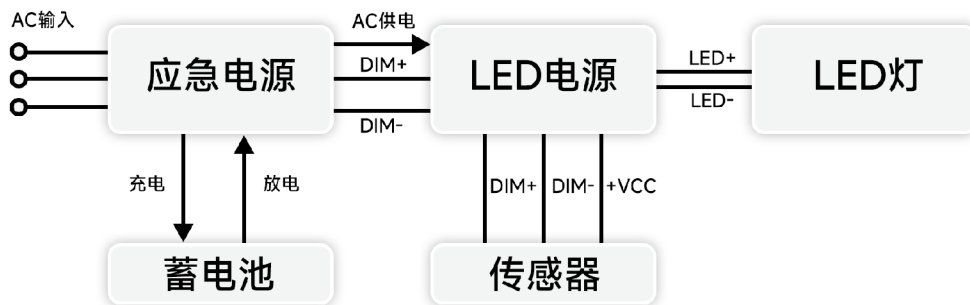 AC输入
AC供电
应急电源
DIM+
DIM-
LED电源
LED+
LED-
LED灯
充电
放电
DIM+
DIM-
+VCC
蓄电池
传感器